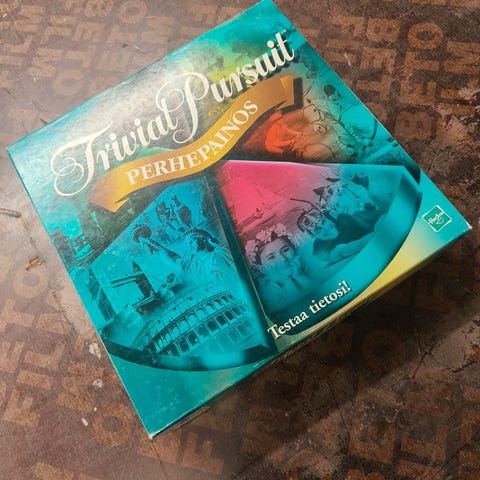 Trivial Pursuit
PERHEPAINOS
Testaa tietosi!